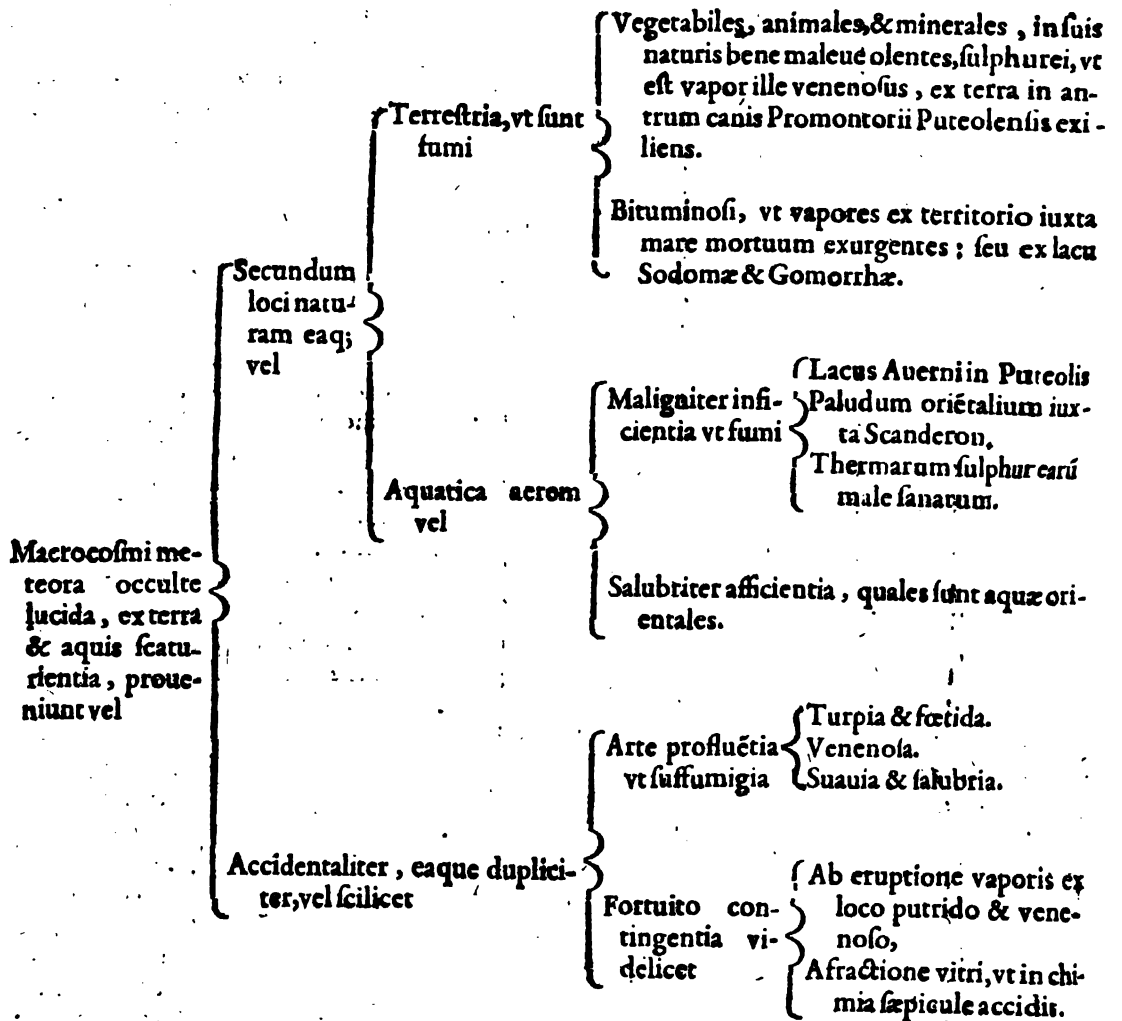 Macrocoſmi me-
teora occulte
lucida, ex terra
& aquis ſcatu-
rientia, proue-
niunt vel
Secundum
loci natu-
ram eaq;
vel
Terreſtria, vt ſunt
fumi
Vegetabiles, animales, & minerales, in ſuis
naturis bene maleué olentes, ſulphurei, vt
eſt vapor ille venenoſus, ex terra in an-
trum canis Promontorii Puteolenſis exi-
liens.
Bituminoſi, vt vapores ex territorio iuxta
mare mortuum exurgentes; ſeu ex lacu
Sodomæ & Gomorrhæ.
Aquatica aerem
vel
Maligniter infi-
cientia vt fumi
Lacus Auerni in Puteolis
Paludum oriétalium iux-
ta Scanderon.
Thermarum ſulphurearú
male ſanarum.
Salubriter afficientia, quales ſunt aquæ ori-
entales.
Accidentaliter, eaque duplici-
ter, vel ſcilicet
Arte profluẽtia
vt ſuffumigia
Turpia & fœtida.
Venenoſa.
Suauia & ſalubria.
Fortuito con-
tingentia vi-
delicet
Ab eruptione vaporis ex
loco putrido & vene-
noſo,
A fractione vitri, vt in chi-
mia ſæpicule accidit.